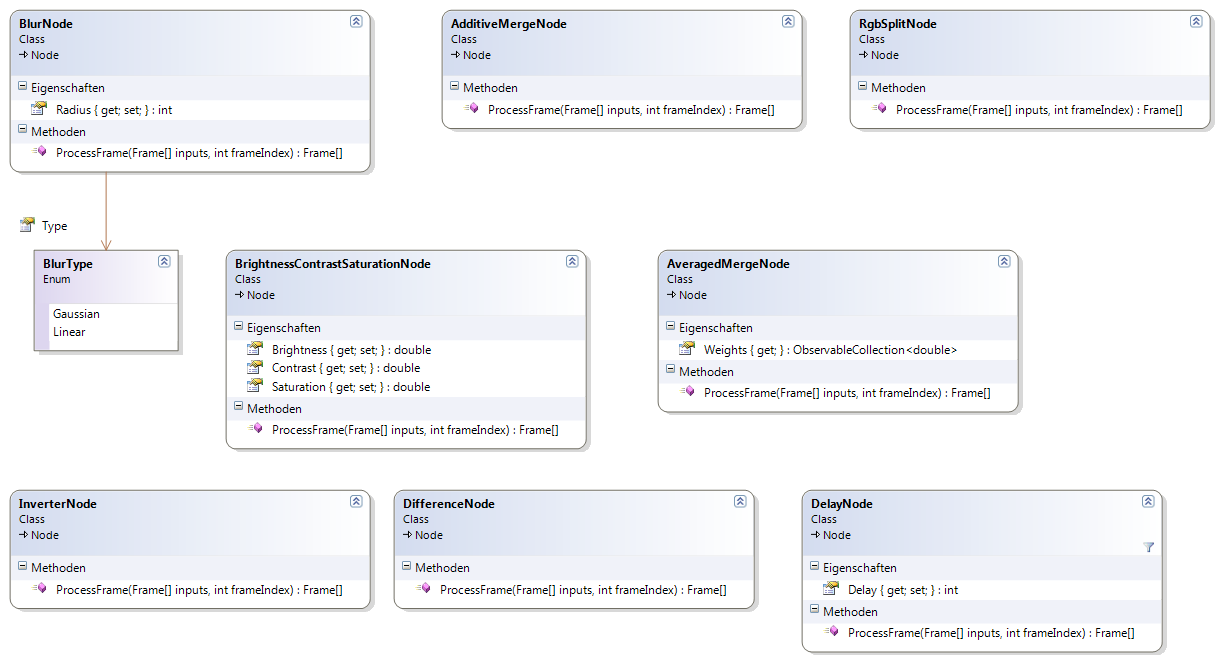 BlurNode
Class
Node
Eigenschaften
Radius { get; set; } : int
Methoden
ProcessFrame(Frame[] inputs, int frameIndex) : Frame[]
AdditiveMergeNode
Class
Node
Methoden
ProcessFrame(Frame[] inputs, int frameIndex) : Frame[]
RgbSplitNode
Class
Node
Methoden
ProcessFrame(Frame[] inputs, int frameIndex) : Frame[]
Type
BlurType
Enum
Gaussian
Linear
BrightnessContrastSaturationNode
Class
Node
Eigenschaften
Brightness { get; set; } : double
Contrast { get; set; } : double
Saturation { get; set; } : double
Methoden
ProcessFrame(Frame[] inputs, int frameIndex) : Frame[]
AveragedMergeNode
Class
Node
Eigenschaften
Weights { get; } : ObservableCollection<double>
Methoden
ProcessFrame(Frame[] inputs, int frameIndex) : Frame[]
InverterNode
Class
Node
Methoden
ProcessFrame(Frame[] inputs, int frameIndex) : Frame[]
DifferenceNode
Class
Node
Methoden
ProcessFrame(Frame[] inputs, int frameIndex) : Frame[]
DelayNode
Class
Node
Eigenschaften
Delay { get; set; } : int
Methoden
ProcessFrame(Frame[] inputs, int frameIndex) : Frame[]